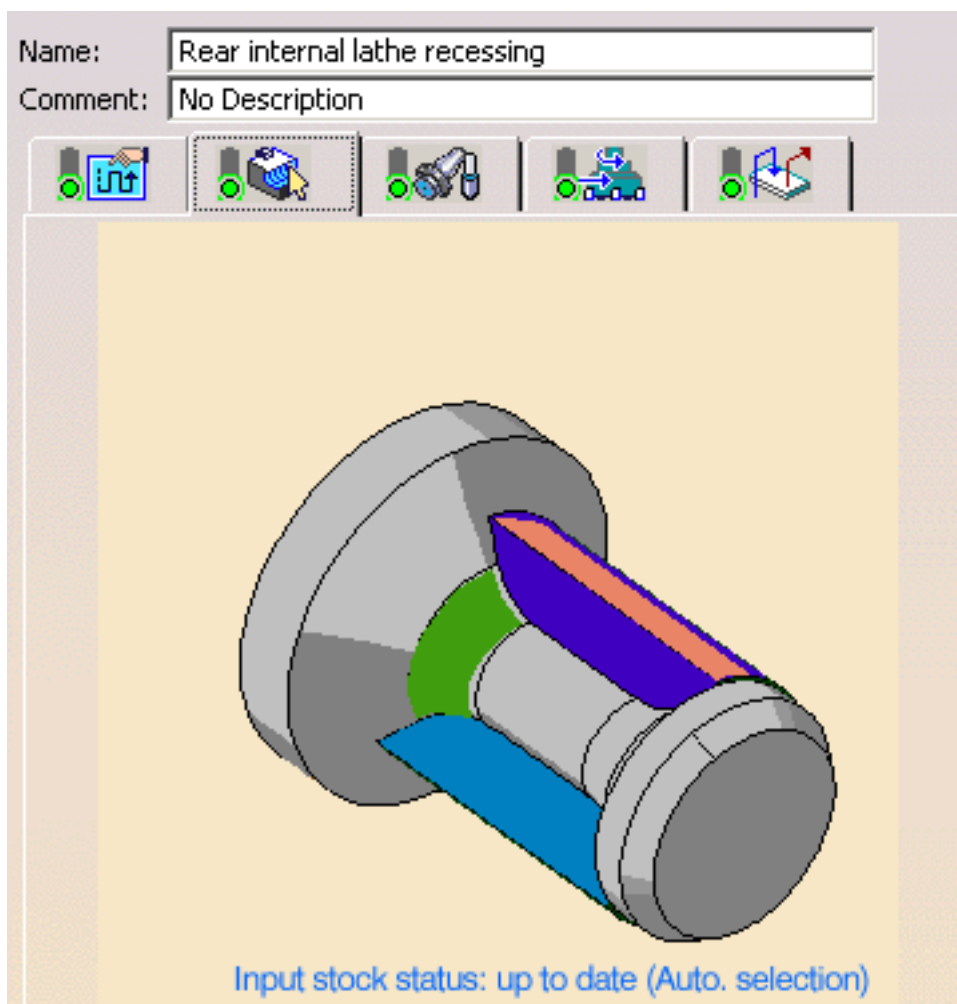 Name: Rear internal lathe recessing
Comment: No Description
Input stock status: up to date (Auto. selection)